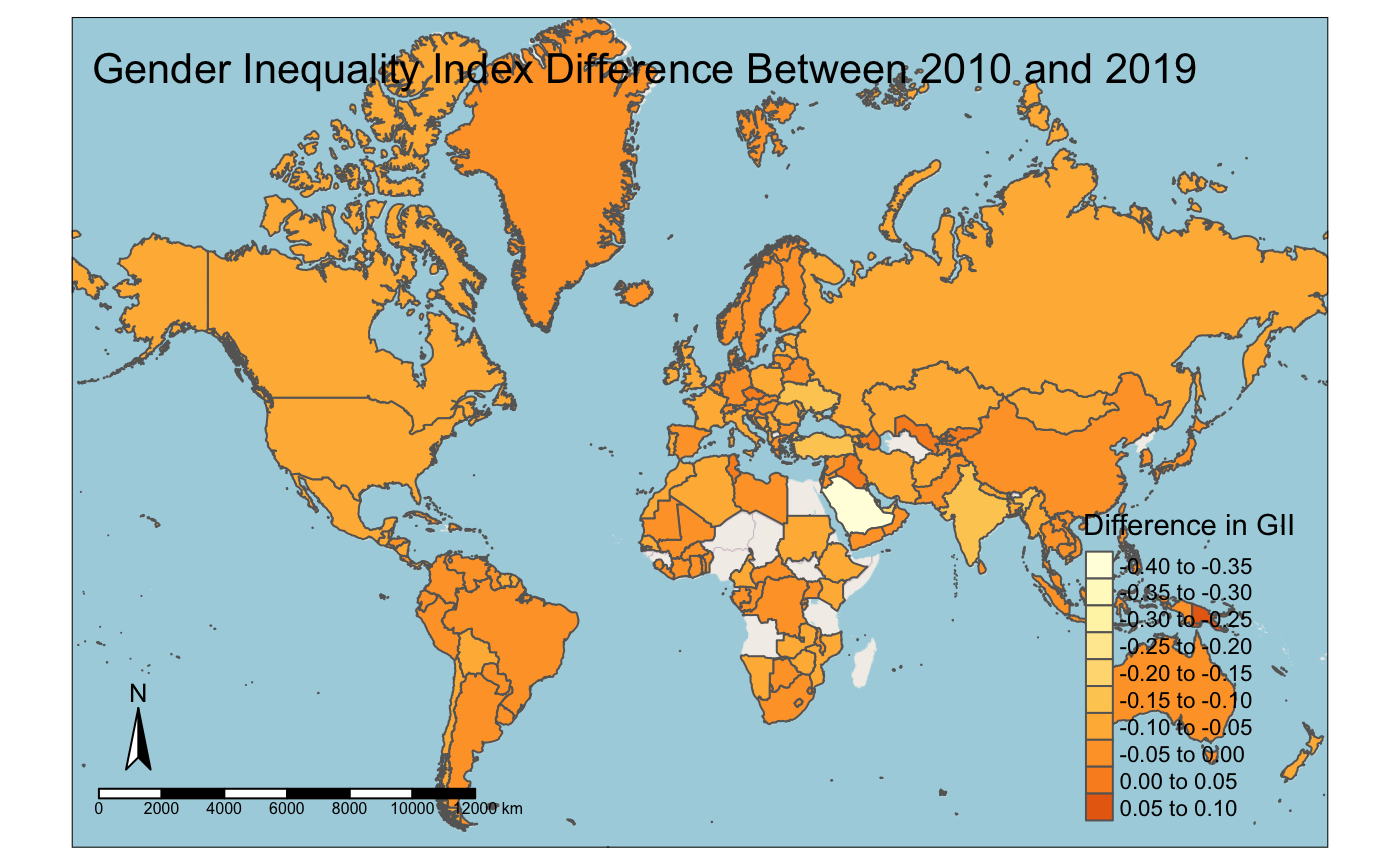 Gender Inequality Index Difference Between 2010 and 2019
Difference in GII
-0.40 to -0.35
-0.35 to -0.30
-0.30 to -0.25
-0.25 to -0.20
-0.20 to -0.15
-0.15 to -0.10
-0.10 to -0.05
-0.05 to 0.00
0.00 to 0.05
0.05 to 0.10
N
0 2000 4000 6000 8000 10000 12000 km